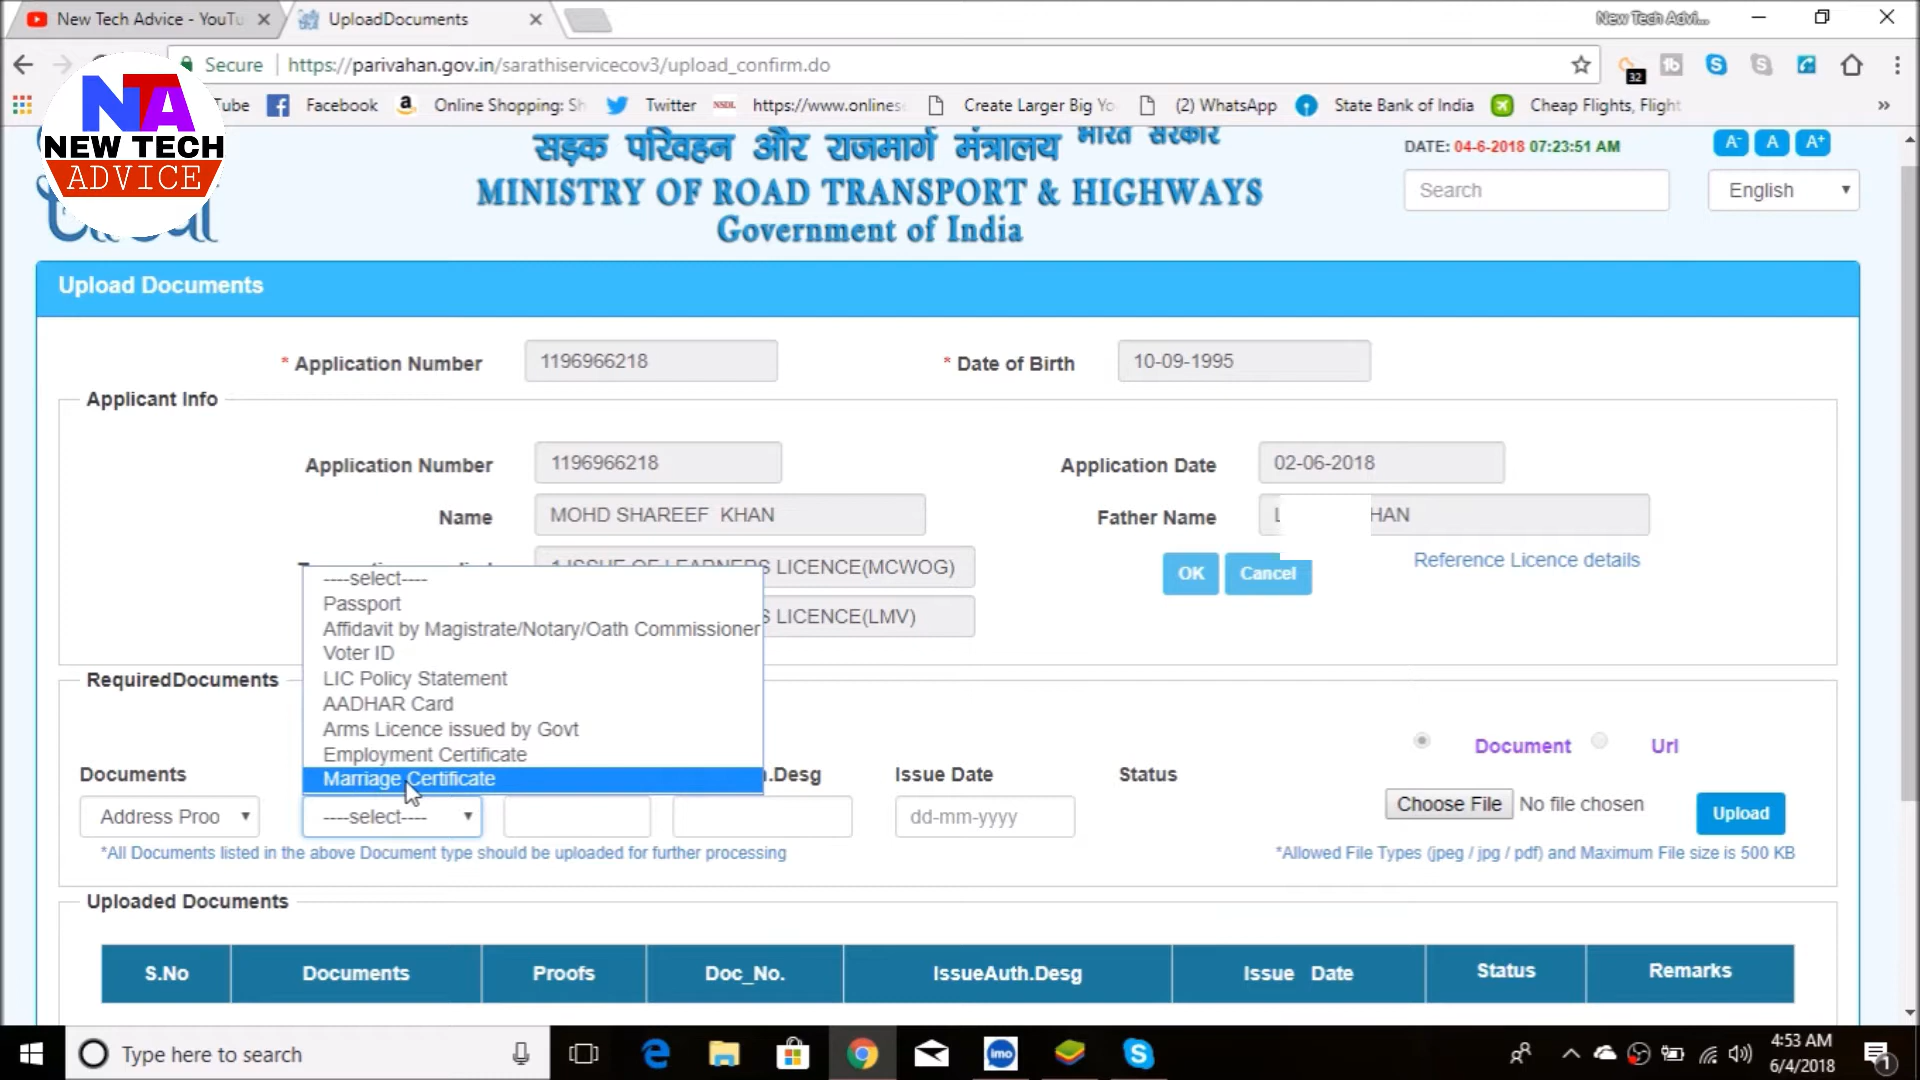 New Tech Advice - YouTu
UploadDocuments
New Tech Advi...
Secure
https://parivahan.gov.in/sarathiservicecov3/upload_confirm.do
32
Tube
Facebook
Online Shopping: Sh
Twitter
NSDL
https://www.onlines
Create Larger Big Yo
(2) WhatsApp
State Bank of India
Cheap Flights, Flight
»
NTA
NEW TECH
ADVICE
सड़क परिवहन और राजमार्ग मंत्रालय भारत सरकार
MINISTRY OF ROAD TRANSPORT & HIGHWAYS
Government of India
DATE: 04-6-2018 07:23:51 AM
A-
A
A+
Search
English
Upload Documents
* Application Number
1196966218
* Date of Birth
10-09-1995
Applicant Info
Application Number
1196966218
Application Date
02-06-2018
Name
MOHD SHAREEF KHAN
Father Name
L
HAN
ISSUE OF LEARNERS LICENCE(MCWOG)
S LICENCE(LMV)
OK
Cancel
Reference Licence details
----select----
Passport
Affidavit by Magistrate/Notary/Oath Commissioner
Voter ID
LIC Policy Statement
AADHAR Card
Arms Licence issued by Govt
Employment Certificate
Marriage Certificate
RequiredDocuments
Document
Url
Documents
.Desg
Issue Date
Status
Address Proo
----select----
dd-mm-yyyy
Choose File
No file chosen
Upload
*All Documents listed in the above Document type should be uploaded for further processing
*Allowed File Types (jpeg / jpg / pdf) and Maximum File size is 500 KB
Uploaded Documents
S.No
Documents
Proofs
Doc_No.
IssueAuth.Desg
Issue Date
Status
Remarks
Type here to search
imo
4:53 AM
6/4/2018
1